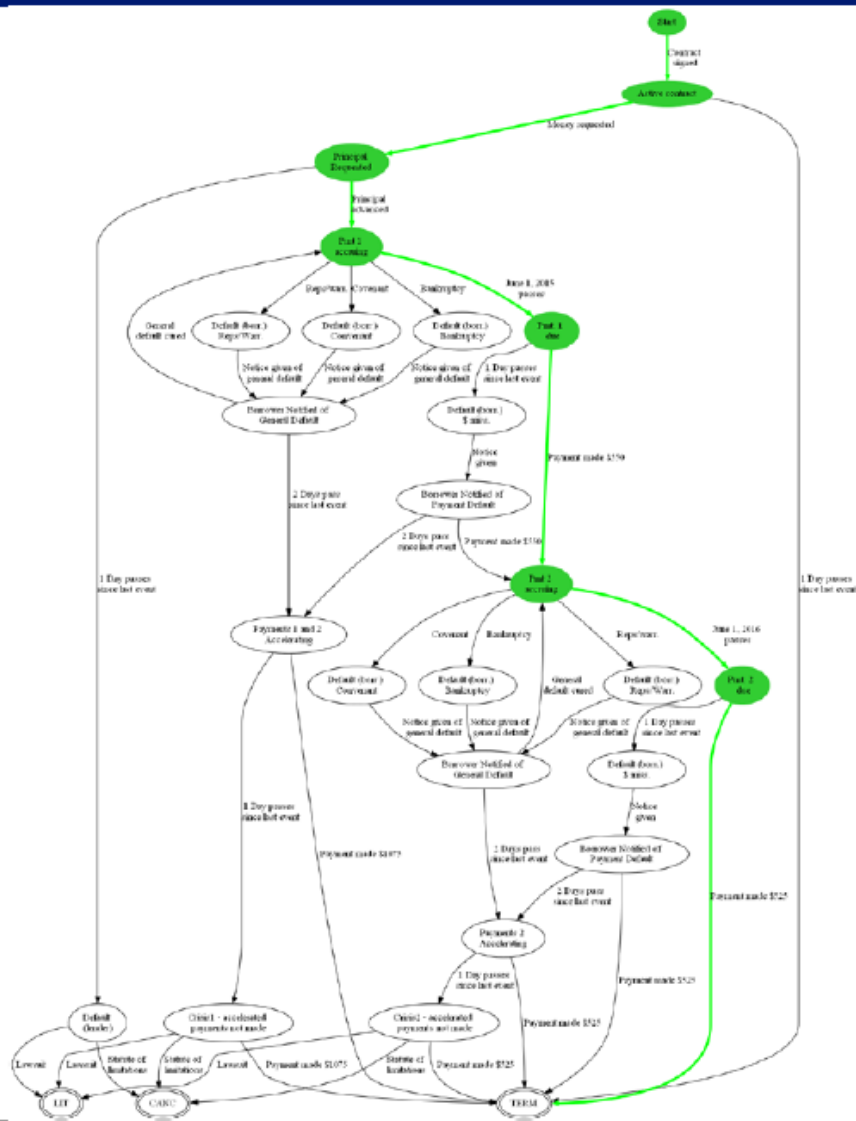 Start
Contract
signed
Active contract
Money requested
Principal
Requested
Principal
advanced
Pmt 1
accruing
Reps/warr.
Covenant
Bankruptcy
June 1, 2015
passes
General
default cured
Default (borr.)
Reps/Warr.
Default (borr.)
Covenant
Default (borr.)
Bankruptcy
Pmt. 1
due
Notice given of
general default
Notice given of
general default
Notice given of
general default
1 Day passes
since last event
Borrower Notified of
General Default
Default (borr.)
$ miss.
Notice
given
Payment made $550
2 Days pass
since last event
Borrower Notified of
Payment Default
2 Days pass
since last event
Payment made $550
1 Day passes
since last event
1 Day passes
since last event
Pmt 2
accruing
Payments 1 and 2
Accelerating
Covenant
Bankruptcy
Reps/warr.
June 1, 2016
passes
Default (borr.)
Covenant
Default (borr.)
Bankruptcy
General
default cured
Default (borr.)
Reps/Warr.
Pmt. 2
due
Notice given of
general default
Notice given of
general default
Notice given of
general default
1 Day passes
since last event
Borrower Notified of
General Default
Default (borr.)
$ miss.
1 Day passes
since last event
Notice
given
Payment made $1075
2 Days pass
since last event
Borrower Notified of
Payment Default
2 Days pass
since last event
Payment made $525
Payments 2
Accelerating
1 Day passes
since last event
Payment made $525
Payment made $525
Default
(lender)
Crisis1 - accelerated
payments not made
Crisis2 - accelerated
payments not made
Lawsuit
Statute of
limitations
Lawsuit
Statute of
limitations
Payment made $1075
Lawsuit
Statute of
limitations
Payment made $525
LIT
CANC
TERM